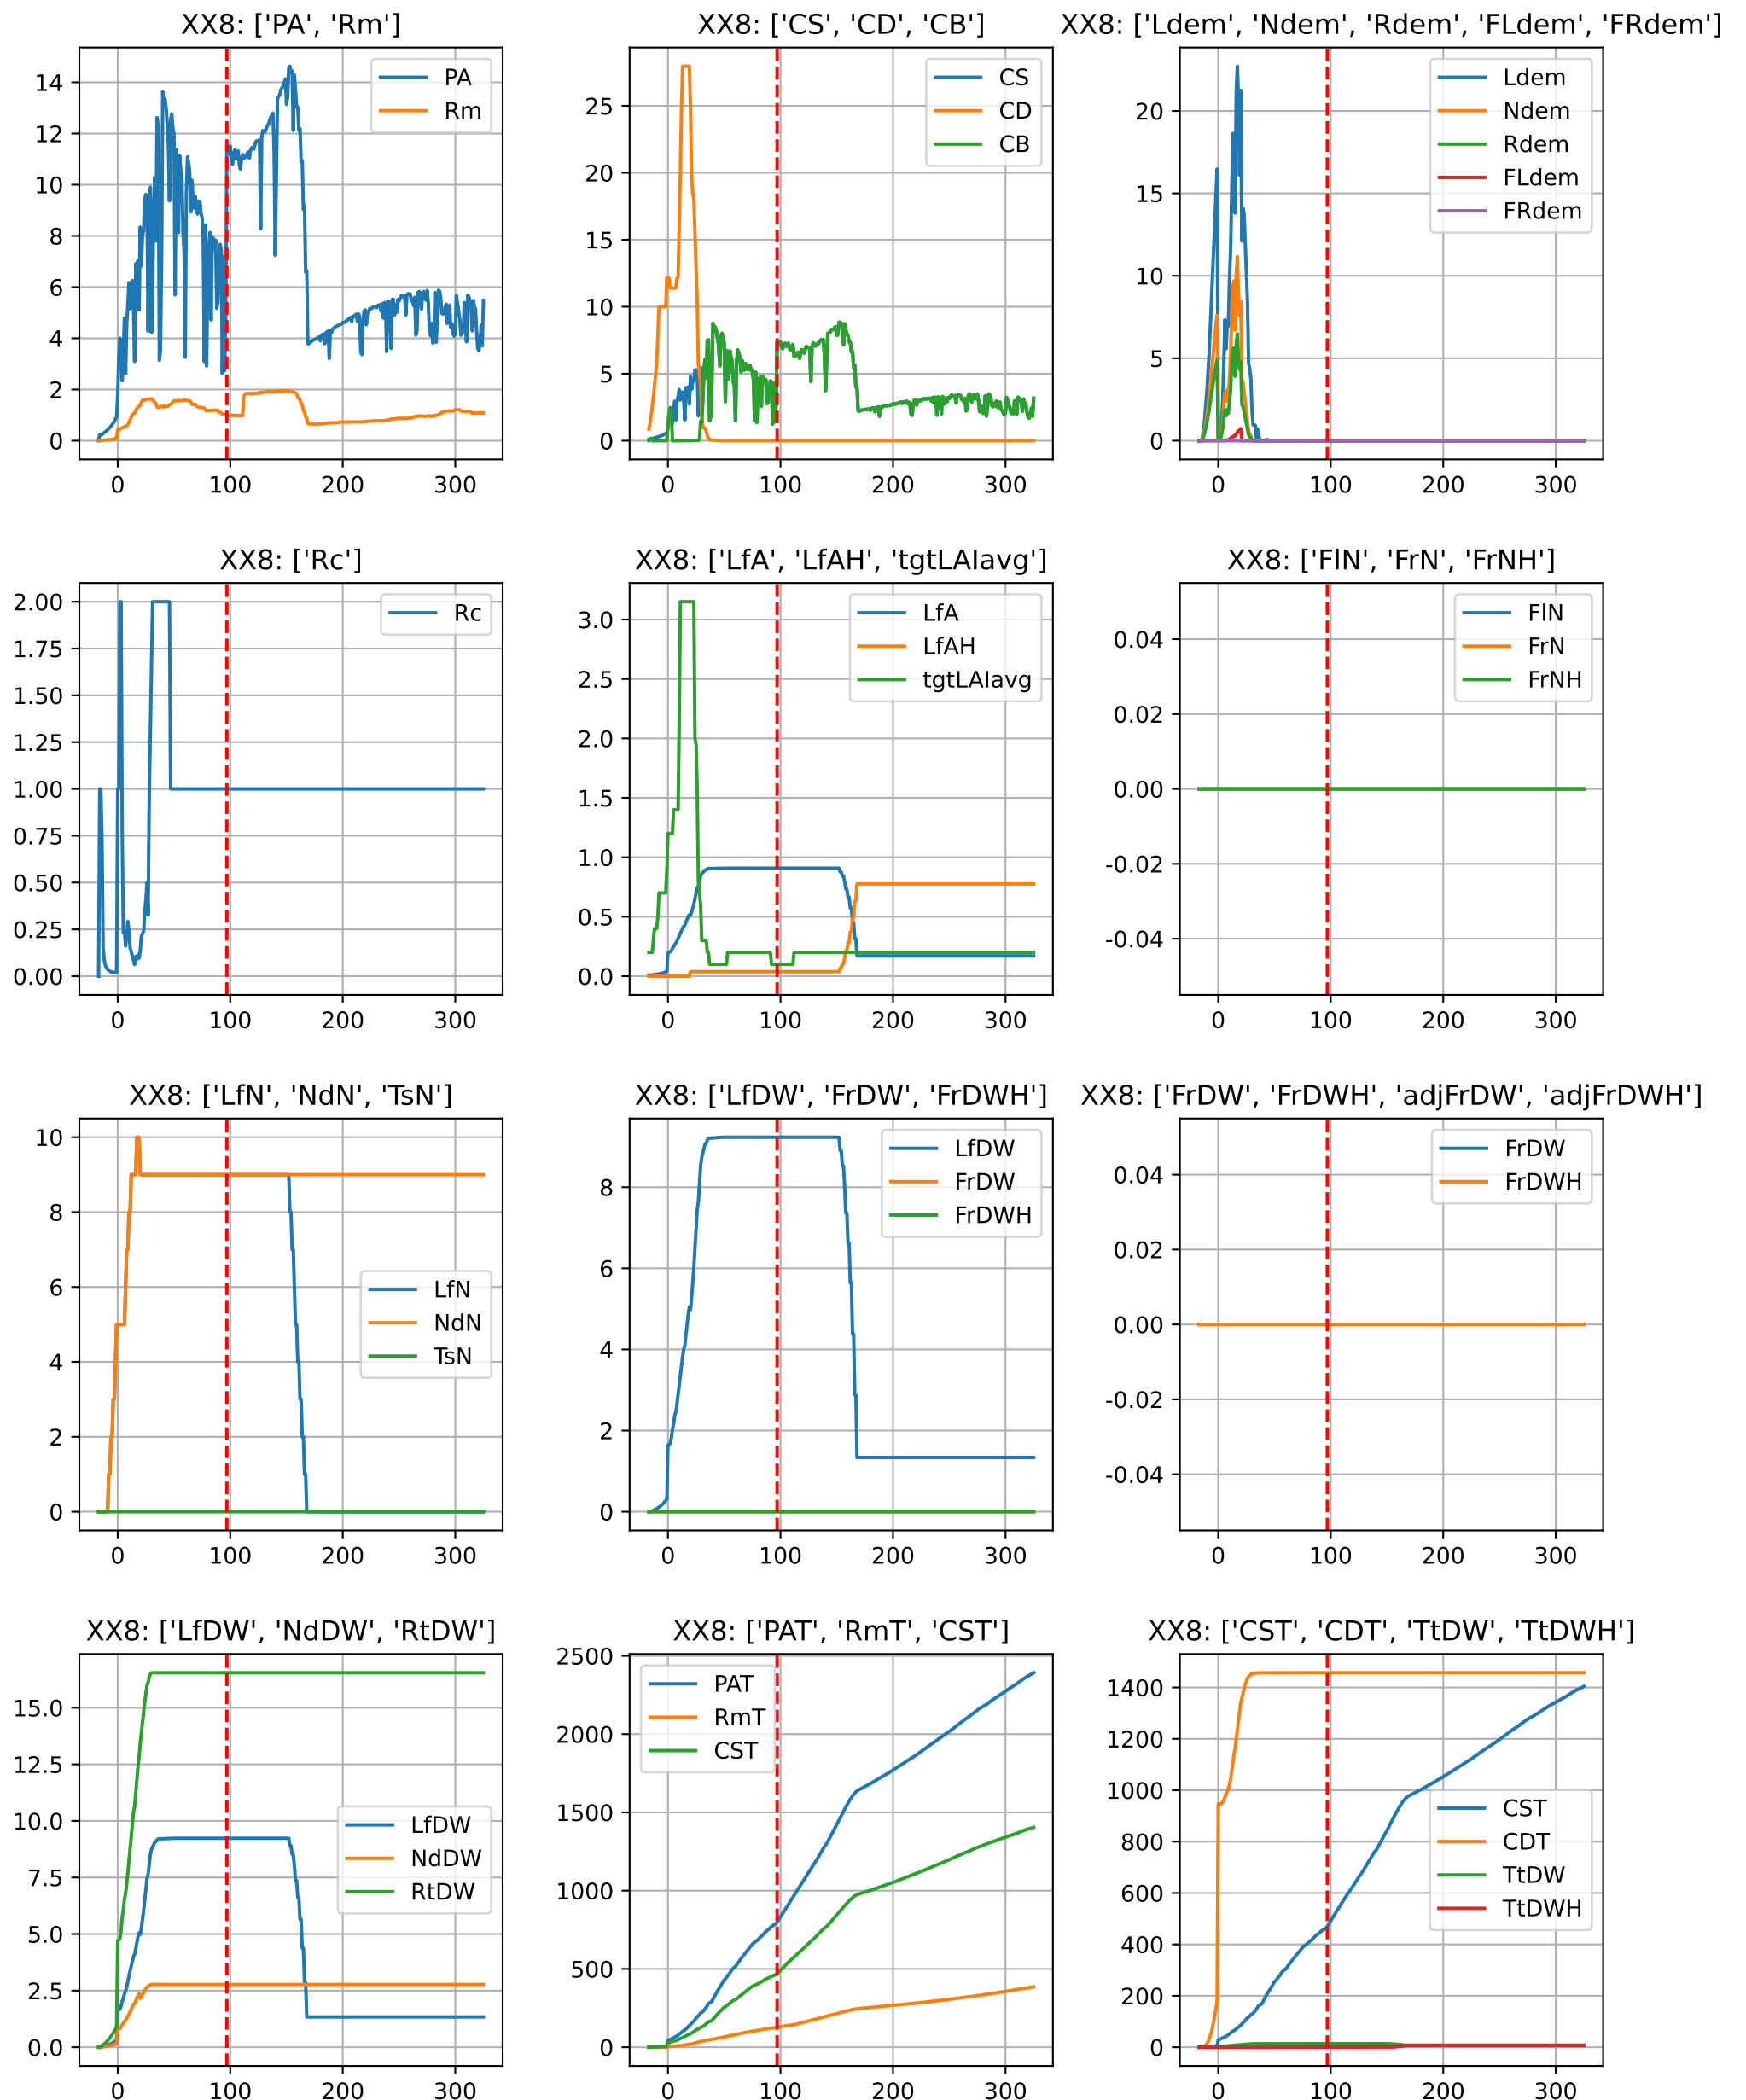 XX8: ['PA', 'Rm']
PA
Rm
14
12
10
8
6
4
2
0
0 100 200 300
XX8: ['CS', 'CD', 'CB']
CS
CD
CB
25
20
15
10
5
0
0 100 200 300
XX8: ['Ldem', 'Ndem', 'Rdem', 'FLdem', 'FRdem']
Ldem
Ndem
Rdem
FLdem
FRdem
20
15
10
5
0
0 100 200 300
XX8: ['Rc']
Rc
2.00
1.75
1.50
1.25
1.00
0.75
0.50
0.25
0.00
0 100 200 300
XX8: ['LfA', 'LfAH', 'tgtLAIavg']
LfA
LfAH
tgtLAIavg
3.0
2.5
2.0
1.5
1.0
0.5
0.0
0 100 200 300
XX8: ['FlN', 'FrN', 'FrNH']
FlN
FrN
FrNH
0.04
0.02
0.00
-0.02
-0.04
0 100 200 300
XX8: ['LfN', 'NdN', 'TsN']
LfN
NdN
TsN
10
8
6
4
2
0
0 100 200 300
XX8: ['LfDW', 'FrDW', 'FrDWH']
LfDW
FrDW
FrDWH
8
6
4
2
0
0 100 200 300
XX8: ['FrDW', 'FrDWH', 'adjFrDW', 'adjFrDWH']
FrDW
FrDWH
0.04
0.02
0.00
-0.02
-0.04
0 100 200 300
XX8: ['LfDW', 'NdDW', 'RtDW']
LfDW
NdDW
RtDW
15.0
12.5
10.0
7.5
5.0
2.5
0.0
0 100 200 300
XX8: ['PAT', 'RmT', 'CST']
PAT
RmT
CST
2500
2000
1500
1000
500
0
0 100 200 300
XX8: ['CST', 'CDT', 'TtDW', 'TtDWH']
CST
CDT
TtDW
TtDWH
1400
1200
1000
800
600
400
200
0
0 100 200 300